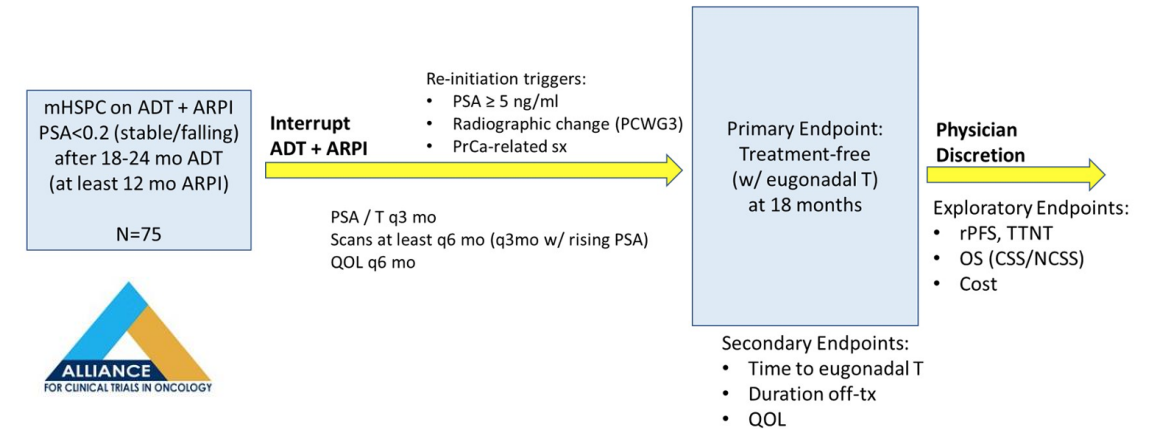 mHSPC on ADT + ARPI
PSA<0.2 (stable/falling)
after 18-24 mo ADT
(at least 12 mo ARPI)
N=75
ALLIANCE
FOR CLINICAL TRIALS IN ONCOLOGY
Interrupt
ADT + ARPI
Re-initiation triggers:
• PSA ≥ 5 ng/ml
• Radiographic change (PCWG3)
• PrCa-related sx
PSA / T q3 mo
Scans at least q6 mo (q3mo w/ rising PSA)
QOL q6 mo
Primary Endpoint:
Treatment-free
(w/ eugonadal T)
at 18 months
Secondary Endpoints:
• Time to eugonadal T
• Duration off-tx
• QOL
Physician
Discretion
Exploratory Endpoints:
• rPFS, TTNT
• OS (CSS/NCSS)
• Cost